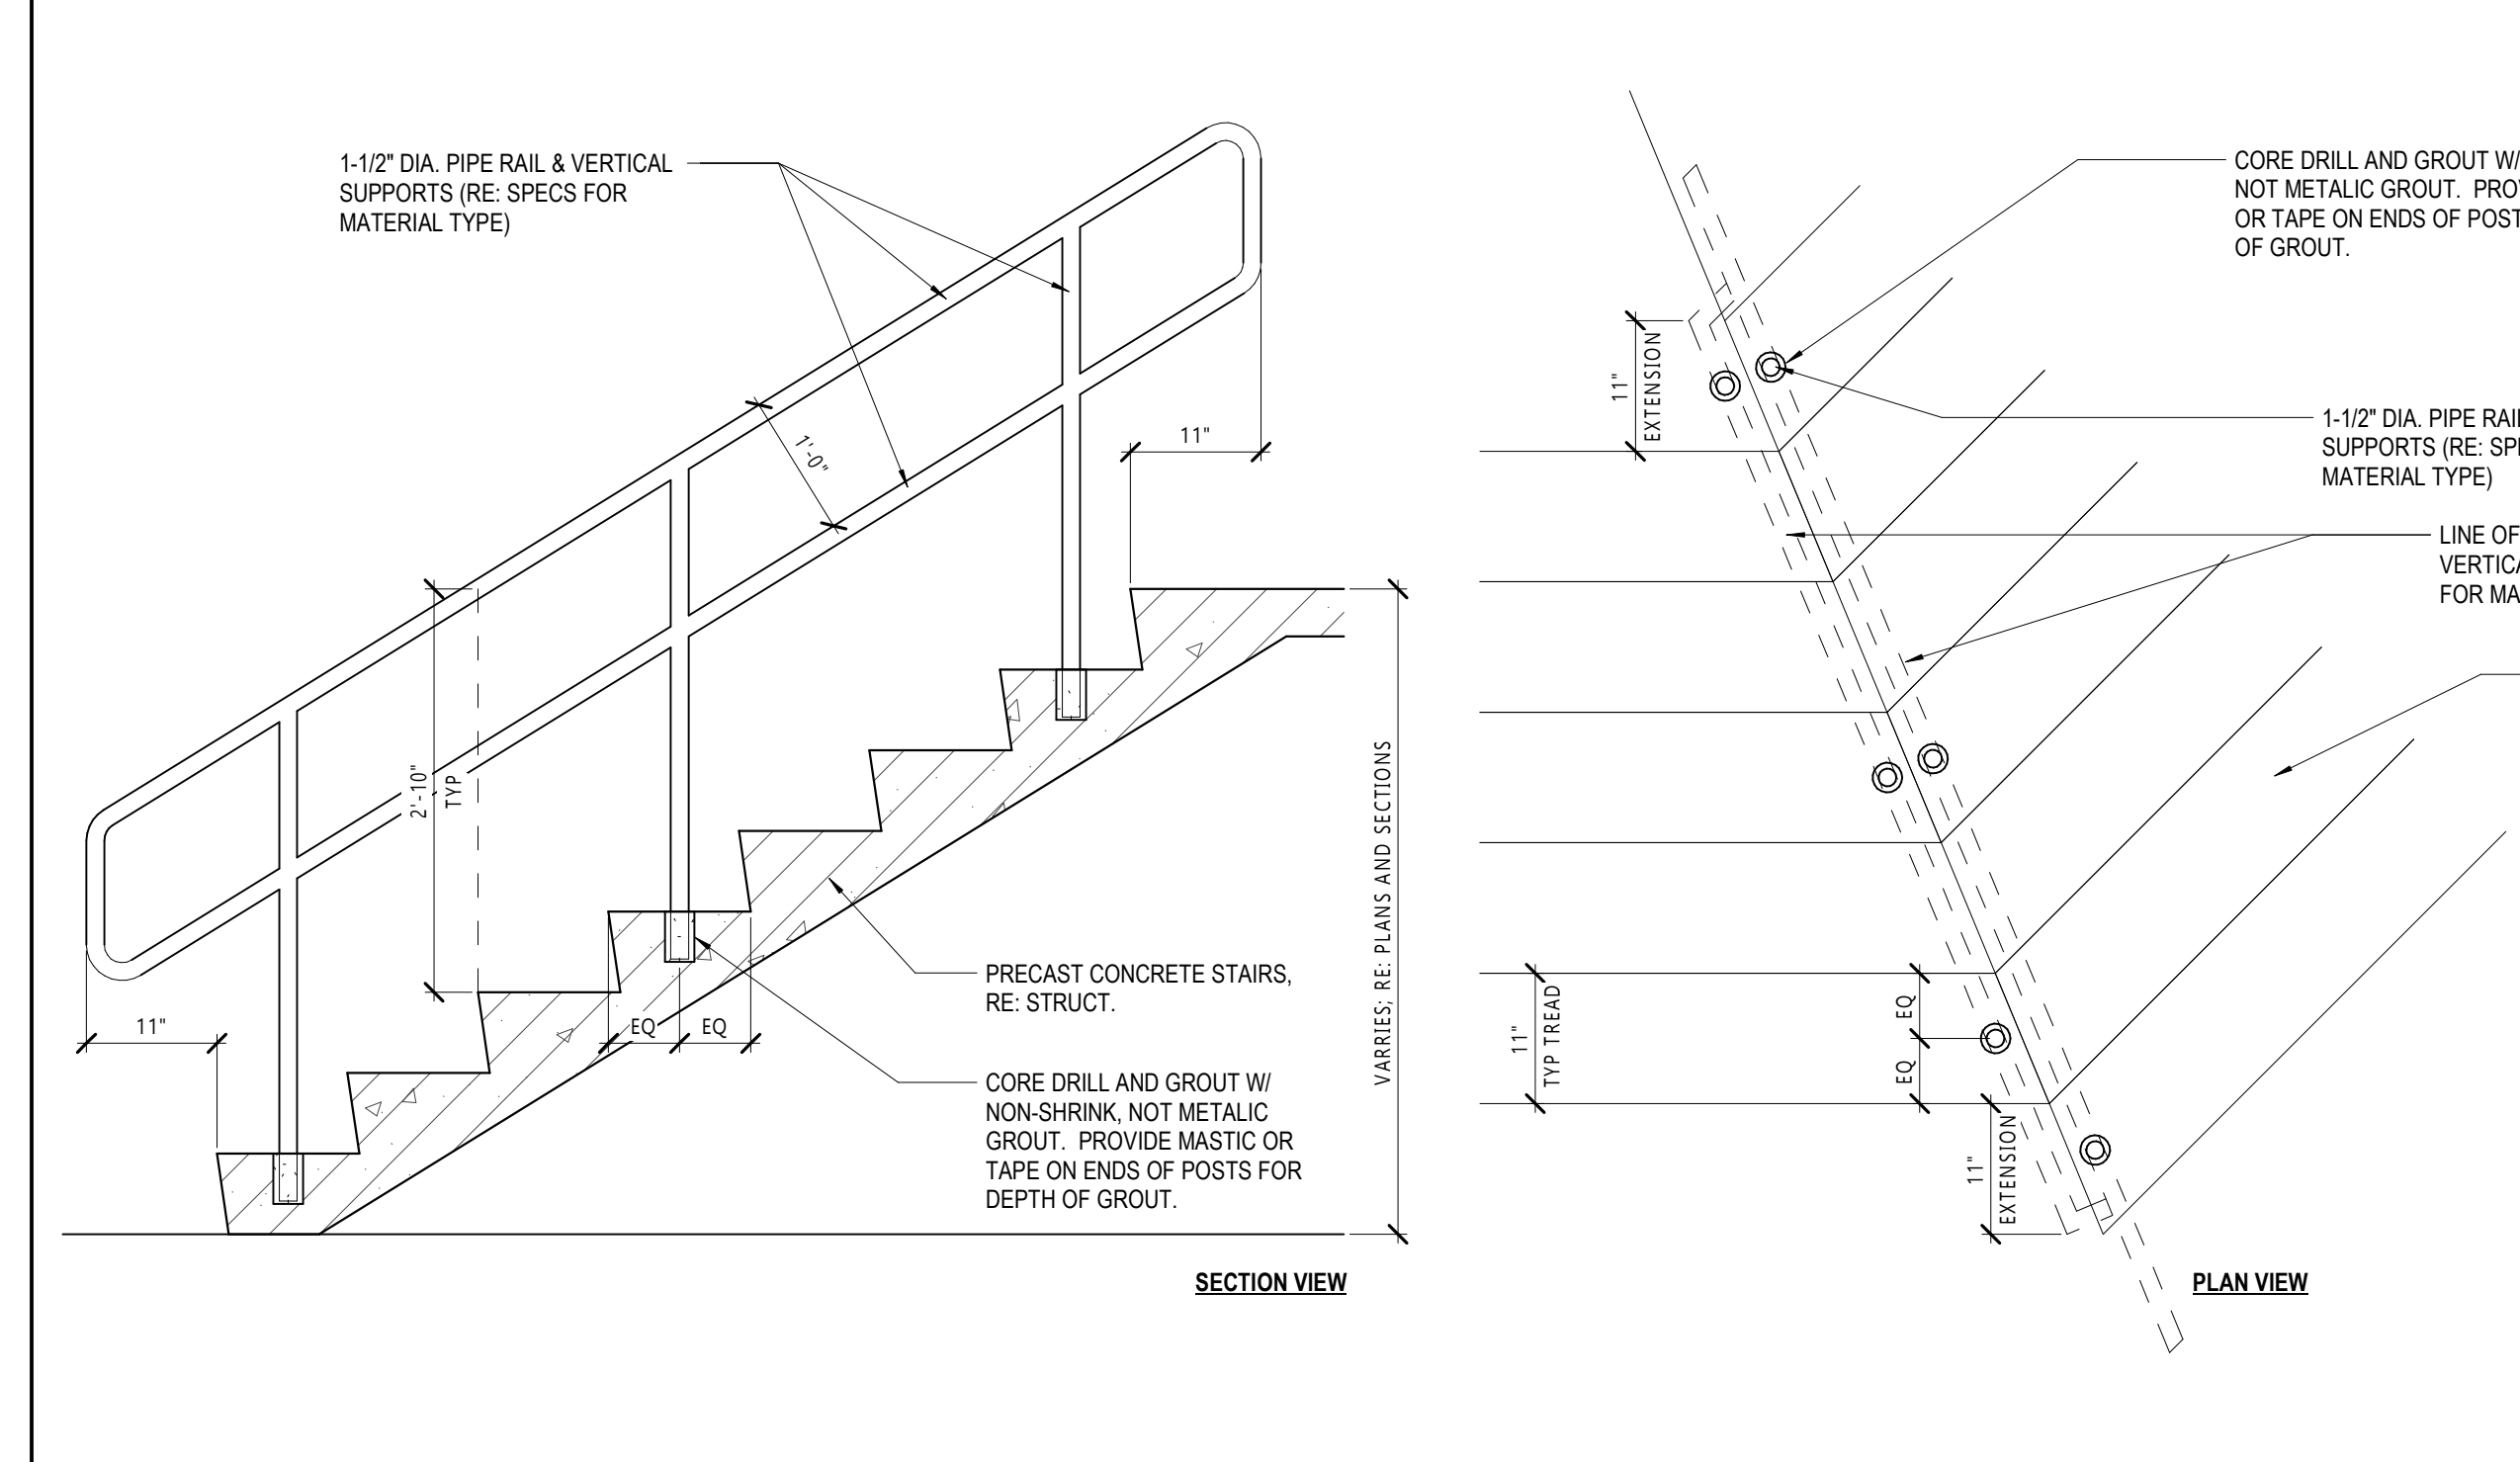 1-1/2" DIA. PIPE RAIL & VERTICAL
SUPPORTS (RE: SPECS FOR
MATERIAL TYPE)
1'-0"
11"
2'-10"
TYP
11"
EQ
EQ
PRECAST CONCRETE STAIRS,
RE: STRUCT.
CORE DRILL AND GROUT W/
NON-SHRINK, NOT METALIC
GROUT. PROVIDE MASTIC OR
TAPE ON ENDS OF POSTS FOR
DEPTH OF GROUT.
VARRIES; RE: PLANS AND SECTIONS
SECTION VIEW
CORE DRILL AND GROUT W/
NOT METALIC GROUT. PROV
OR TAPE ON ENDS OF POST
OF GROUT.
11"
EXTENSION
1-1/2" DIA. PIPE RAIL
SUPPORTS (RE: SPE
MATERIAL TYPE)
LINE OF
VERTICA
FOR MA
11"
TYP TREAD
EQ
EQ
11"
EXTENSION
PLAN VIEW